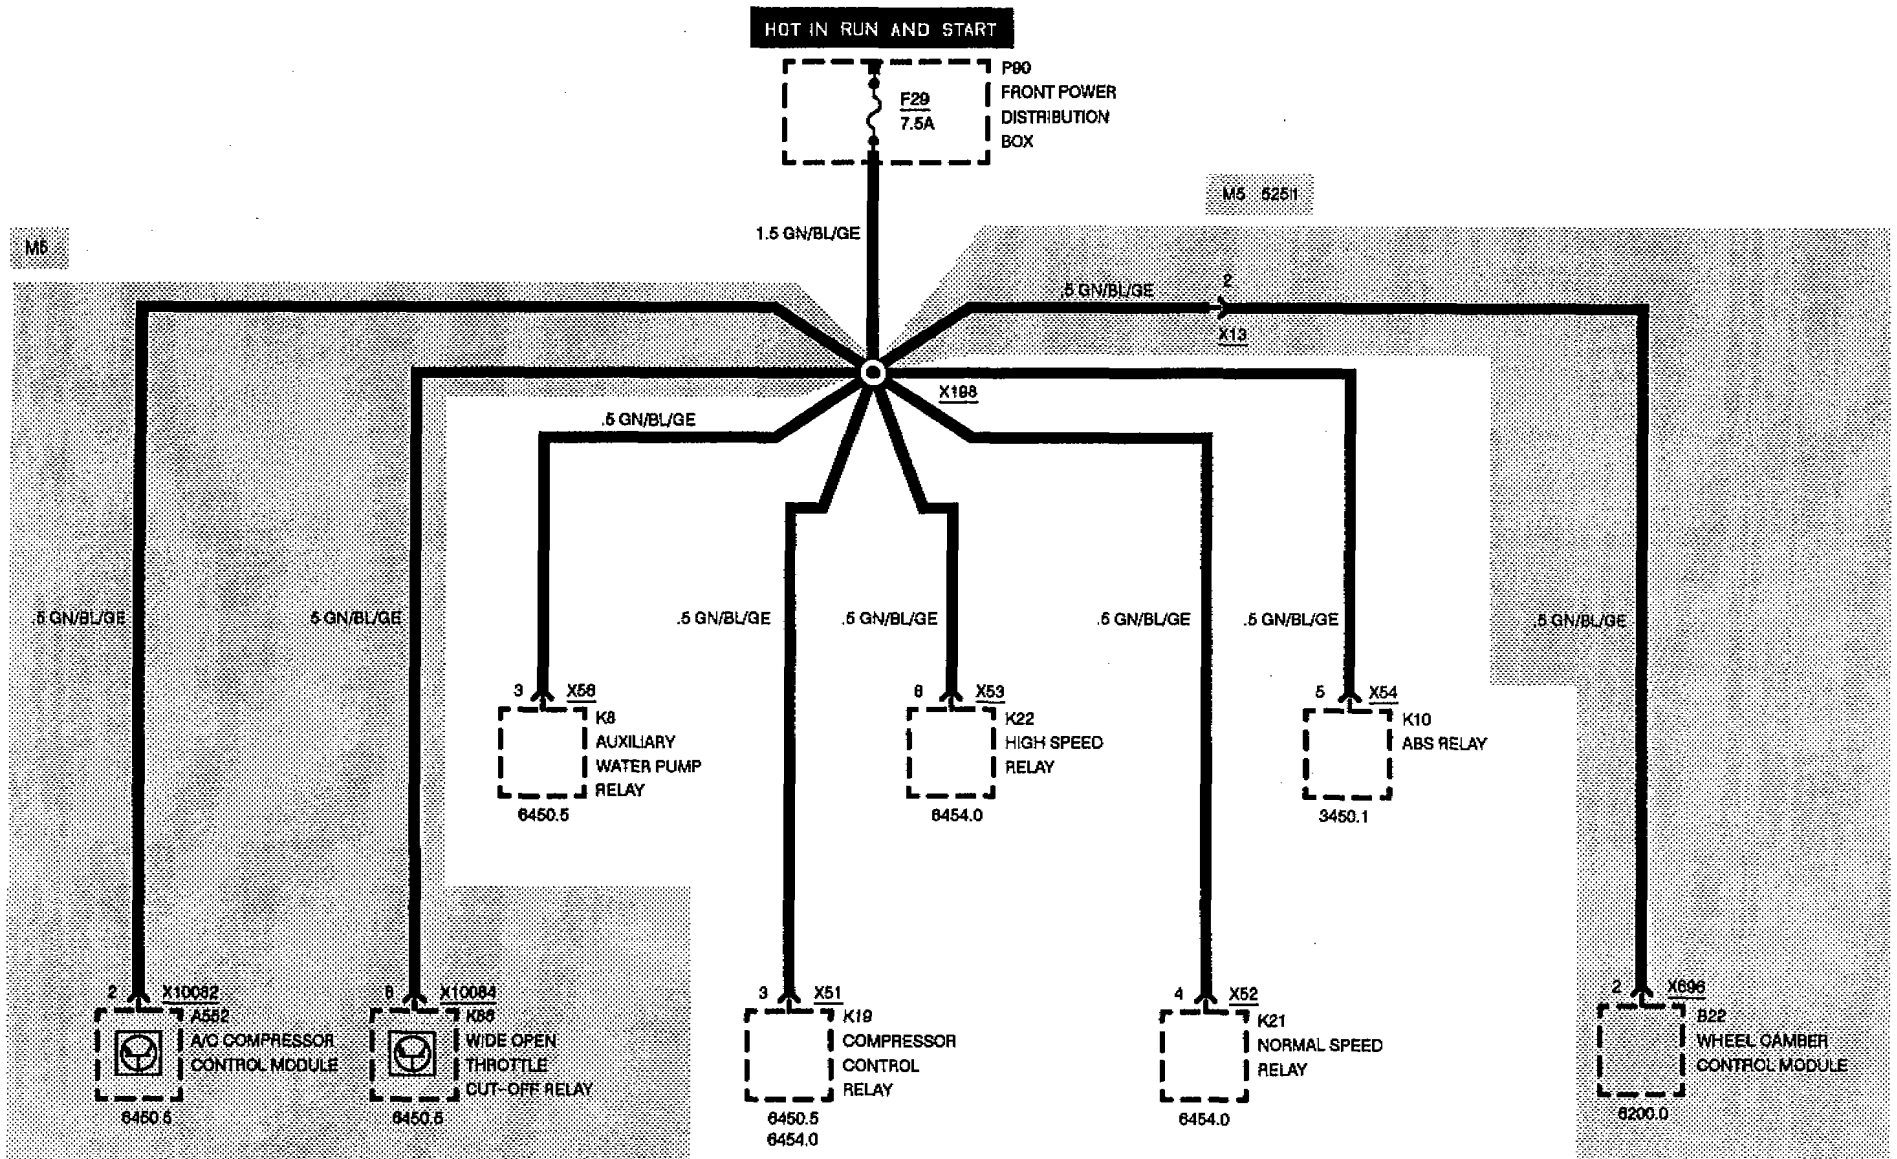 HOT IN RUN AND START
P90
FRONT POWER
DISTRIBUTION
BOX
F29
7.5A
M5 525i
1.5 GN/BL/GE
M5
.5 GN/BL/GE
2
X13
X198
.5 GN/BL/GE
.5 GN/BL/GE
.5 GN/BL/GE
.5 GN/BL/GE
.5 GN/BL/GE
.5 GN/BL/GE
.5 GN/BL/GE
.5 GN/BL/GE
3 X58
K8
AUXILIARY
WATER PUMP
RELAY
6450.5
8 X53
K22
HIGH SPEED
RELAY
6454.0
5 X54
K10
ABS RELAY
3450.1
2 X10082
A552
A/C COMPRESSOR
CONTROL MODULE
6450.5
8 X10084
WIDE OPEN
THROTTLE
CUT-OFF RELAY
6450.5
3 X51
K19
COMPRESSOR
CONTROL
RELAY
6450.5
6454.0
4 X52
K21
NORMAL SPEED
RELAY
6454.0
2 X696
B22
WHEEL CAMBER
CONTROL MODULE
6200.0